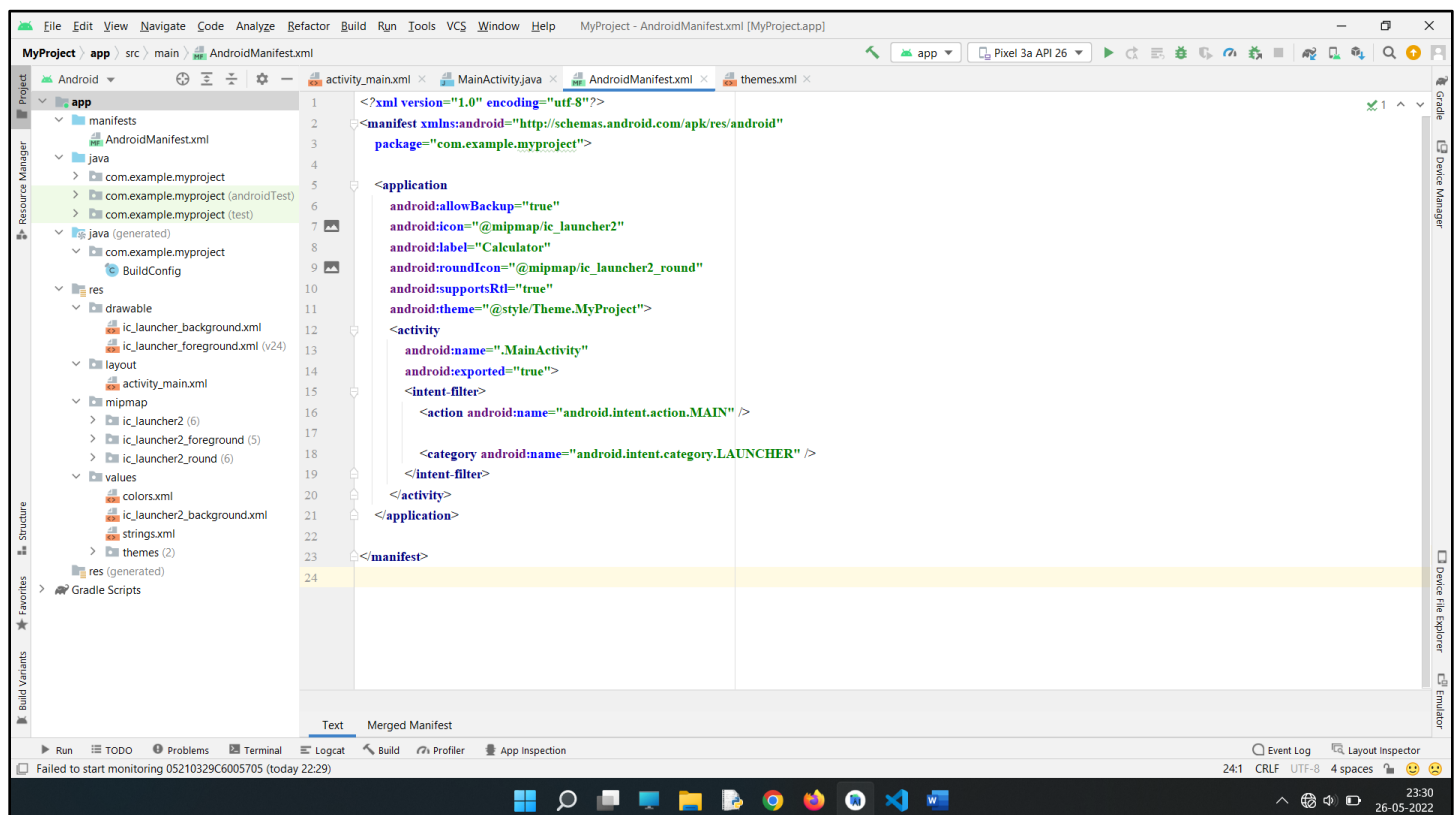 File Edit View Navigate Code Analyze Refactor Build Run Tools VCS Window Help MyProject - AndroidManifest.xml [MyProject.app]
MyProject app src main AndroidManifest.xml app Pixel 3a API 26
Android activity_main.xml MainActivity.java AndroidManifest.xml themes.xml
Project
Resource Manager
Structure
Favorites
Build Variants
app
manifests
AndroidManifest.xml
java
com.example.myproject
com.example.myproject (androidTest)
com.example.myproject (test)
java (generated)
com.example.myproject
BuildConfig
res
drawable
ic_launcher_background.xml
ic_launcher_foreground.xml (v24)
layout
activity_main.xml
mipmap
ic_launcher2 (6)
ic_launcher2_foreground (5)
ic_launcher2_round (6)
values
colors.xml
ic_launcher2_background.xml
strings.xml
themes (2)
res (generated)
Gradle Scripts
1 <?xml version="1.0" encoding="utf-8"?>
2 <manifest xmlns:android="http://schemas.android.com/apk/res/android"
3 package="com.example.myproject">
4
5 <application
6 android:allowBackup="true"
7 android:icon="@mipmap/ic_launcher2"
8 android:label="Calculator"
9 android:roundIcon="@mipmap/ic_launcher2_round"
10 android:supportsRtl="true"
11 android:theme="@style/Theme.MyProject">
12 <activity
13 android:name=".MainActivity"
14 android:exported="true">
15 <intent-filter>
16 <action android:name="android.intent.action.MAIN" />
17
18 <category android:name="android.intent.category.LAUNCHER" />
19 </intent-filter>
20 </activity>
21 </application>
22
23 </manifest>
24
1
Gradle
Device Manager
Device File Explorer
Emulator
Text Merged Manifest
Run TODO Problems Terminal Logcat Build Profiler App Inspection Event Log Layout Inspector
Failed to start monitoring 05210329C6005705 (today 22:29) 24:1 CRLF UTF-8 4 spaces
23:30
26-05-2022